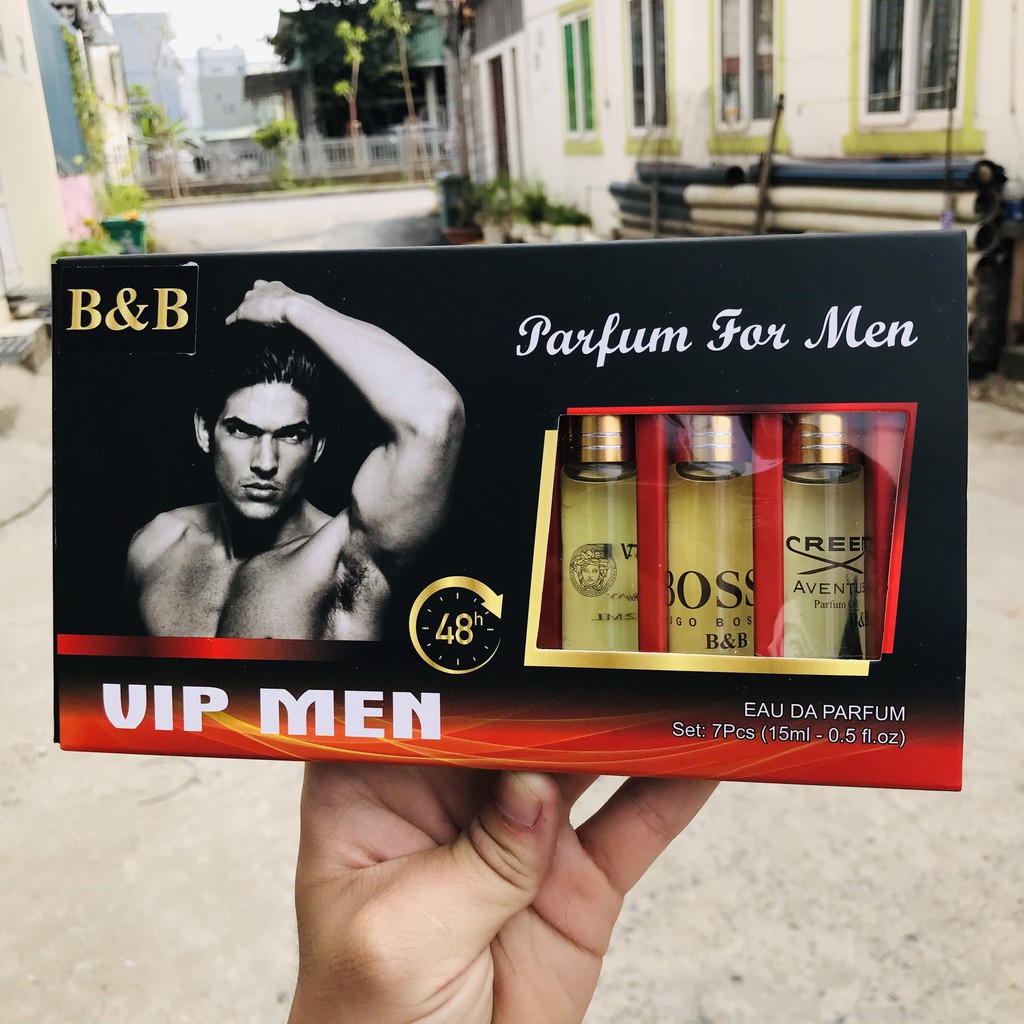 B&B
Parfum For Men
BOSS
B&B
CREED
AVENTUS
Parfum
48h
VIP MEN
EAU DA PARFUM
Set: 7Pcs (15ml - 0.5 fl.oz)